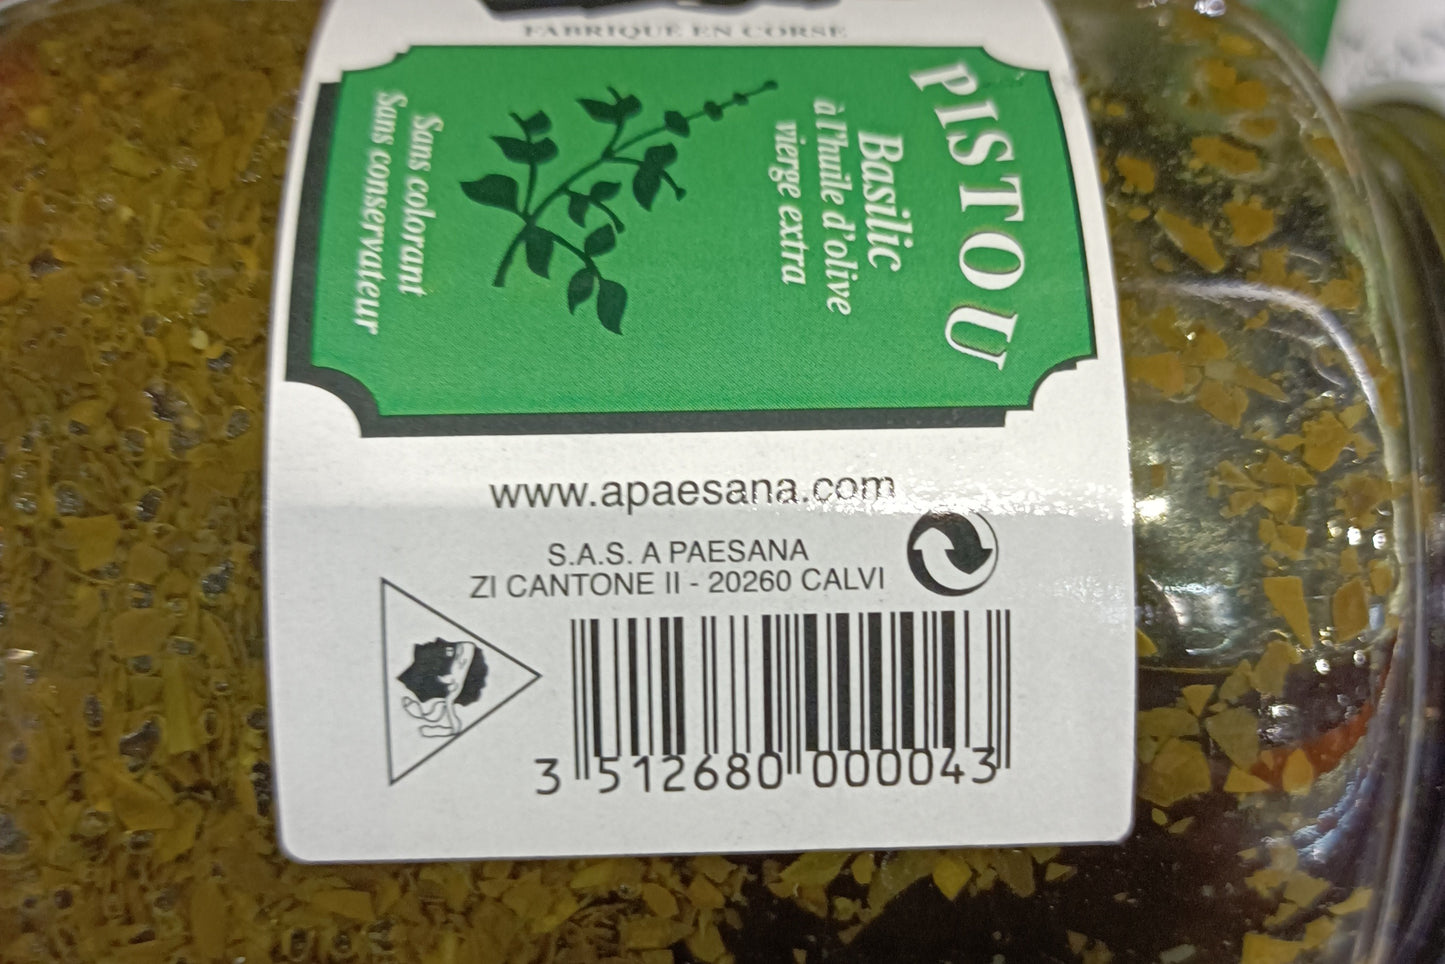 FABRIQUÉ EN CORSE
PISTOU
Basilic
à l'huile d'olive
vierge extra
Sans colorant
Sans conservateur
www.apaesana.com
S.A.S. A PAESANA
ZI CANTONE II - 20260 CALVI
3 512680 000043